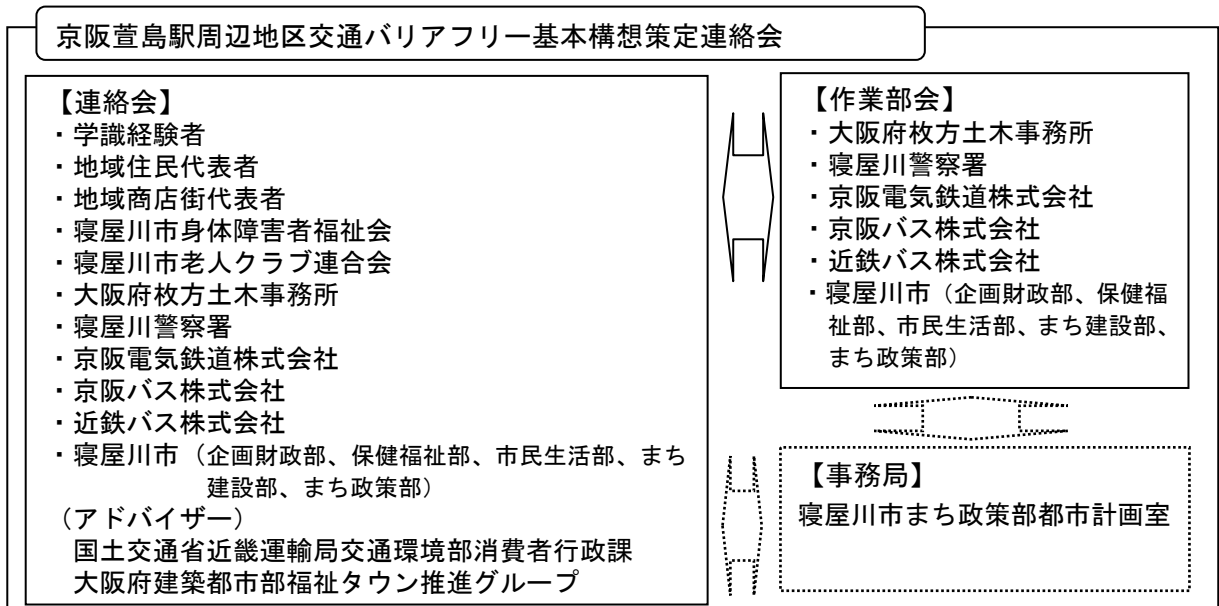 京阪萱島駅周辺地区交通バリアフリー基本構想策定連絡会
【連絡会】
・学識経験者
・地域住民代表者
・地域商店街代表者
・寝屋川市身体障害者福祉会
・寝屋川市老人クラブ連合会
・大阪府枚方土木事務所
・寝屋川警察署
・京阪電気鉄道株式会社
・京阪バス株式会社
・近鉄バス株式会社
・寝屋川市（企画財政部、保健福祉部、市民生活部、まち
建設部、まち政策部）
（アドバイザー）
国土交通省近畿運輸局交通環境部消費者行政課
大阪府建築都市部福祉タウン推進グループ
【作業部会】
・大阪府枚方土木事務所
・寝屋川警察署
・京阪電気鉄道株式会社
・京阪バス株式会社
・近鉄バス株式会社
・寝屋川市（企画財政部、保健福
祉部、市民生活部、まち建設部、
まち政策部）
【事務局】
寝屋川市まち政策部都市計画室